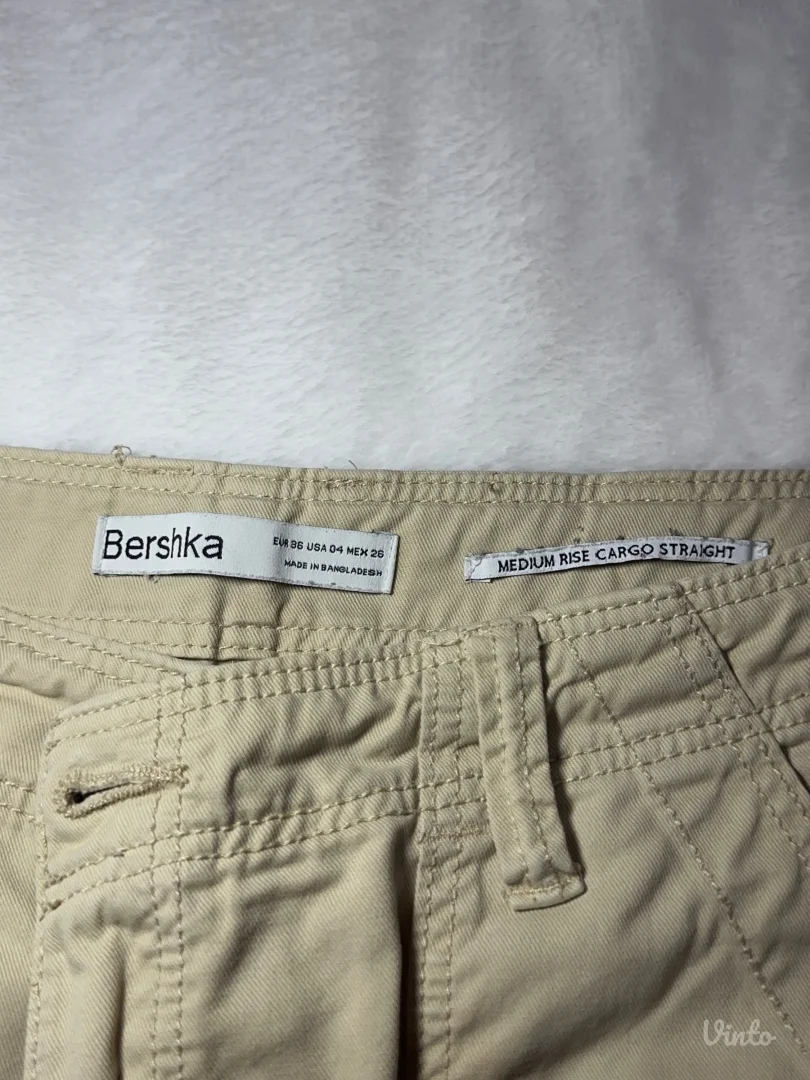 Bershka
EUR 36 USA 04 MEX 26
MADE IN BANGLADESH
MEDIUM RISE CARGO STRAIGHT
Vinto